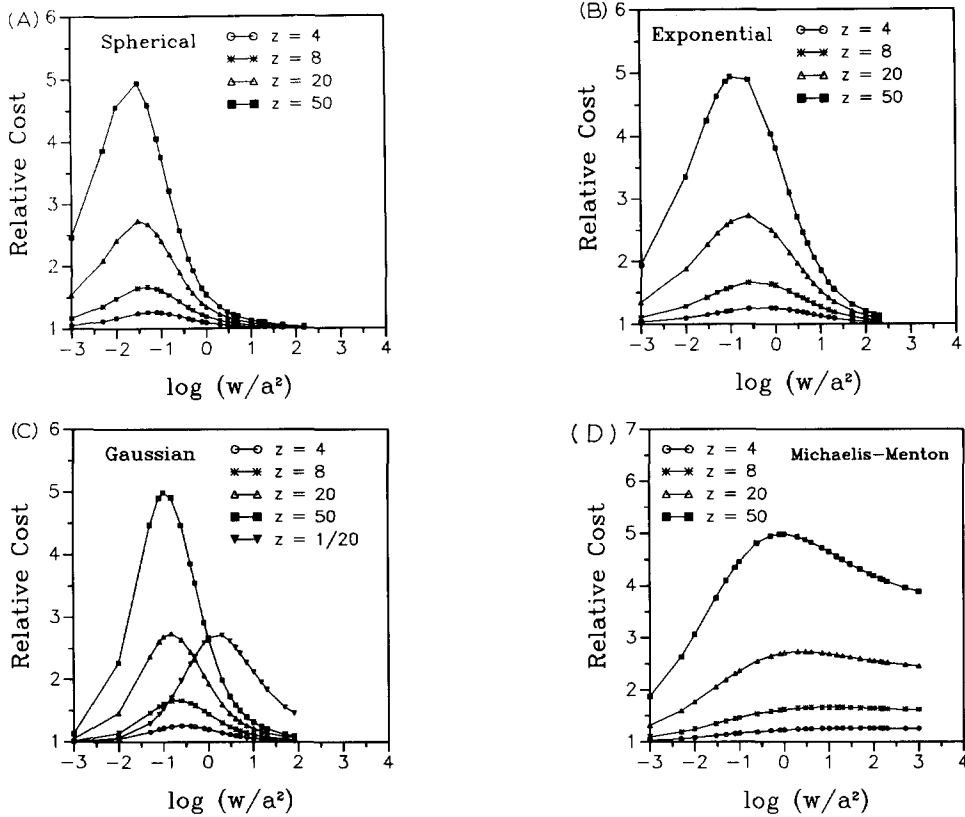 (A)
6
5
4
3
2
1
Relative Cost
Spherical
z = 4
z = 8
z = 20
z = 50
−3 −2 −1 0 1 2 3 4
log (w/a²)
(B)
6
5
4
3
2
1
Relative Cost
Exponential
z = 4
z = 8
z = 20
z = 50
−3 −2 −1 0 1 2 3 4
log (w/a²)
(C)
6
5
4
3
2
1
Relative Cost
Gaussian
z = 4
z = 8
z = 20
z = 50
z = 1/20
−3 −2 −1 0 1 2 3 4
log (w/a²)
(D)
7
6
5
4
3
2
1
Relative Cost
z = 4
z = 8
z = 20
z = 50
Michaelis-Menton
−3 −2 −1 0 1 2 3 4
log (w/a²)